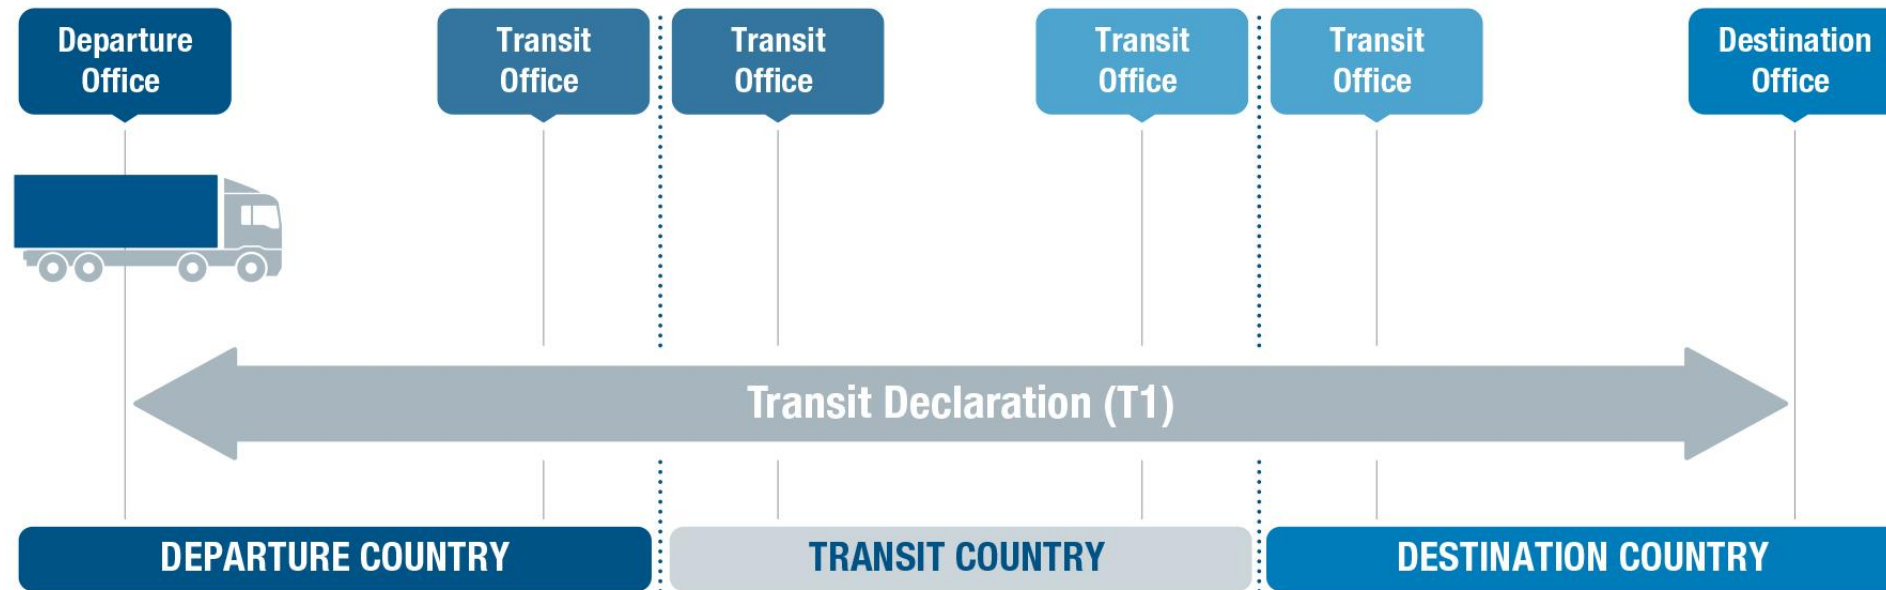 Departure
Office
Transit
Office
Transit
Office
Transit
Office
Transit
Office
Destination
Office
Transit Declaration (T1)
DEPARTURE COUNTRY
TRANSIT COUNTRY
DESTINATION COUNTRY